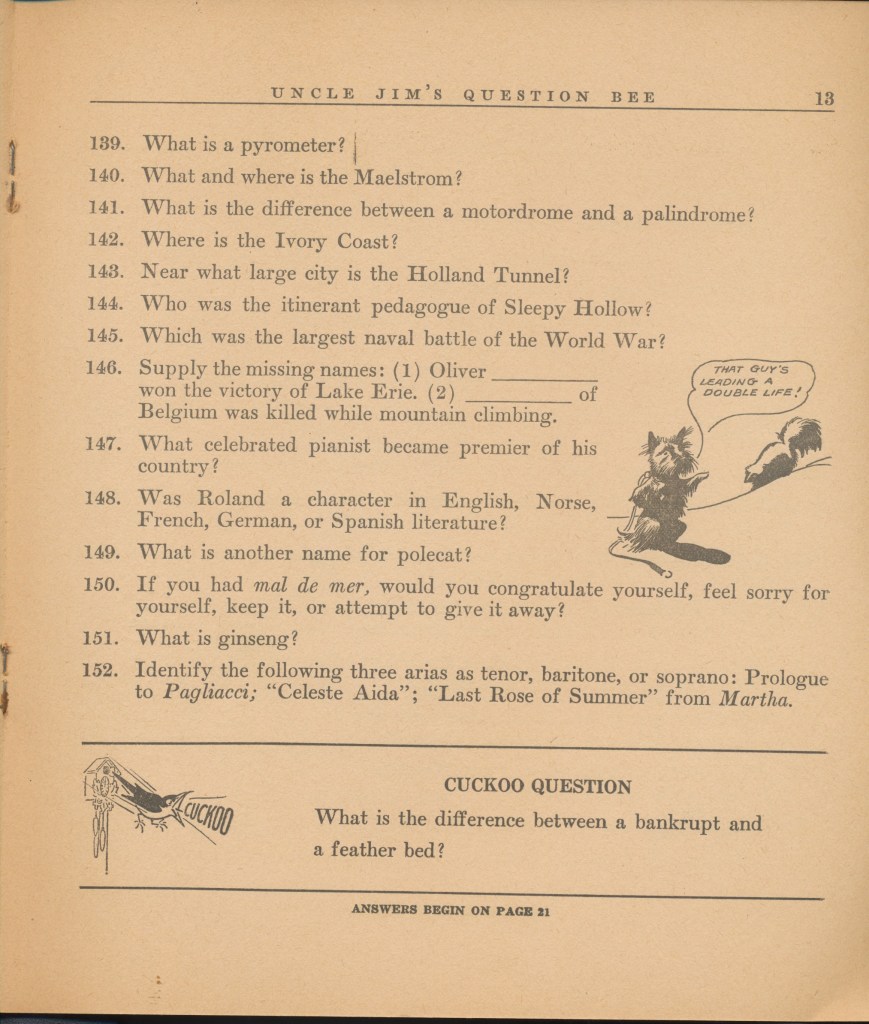 UNCLE JIM'S QUESTION BEE 13
139. What is a pyrometer?
140. What and where is the Maelstrom?
141. What is the difference between a motordrome and a palindrome?
142. Where is the Ivory Coast?
143. Near what large city is the Holland Tunnel?
144. Who was the itinerant pedagogue of Sleepy Hollow?
145. Which was the largest naval battle of the World War?
146. Supply the missing names: (1) Oliver __________
won the victory of Lake Erie. (2) __________ of
Belgium was killed while mountain climbing.
THAT GUY'S
LEADING A
DOUBLE LIFE!
147. What celebrated pianist became premier of his
country?
148. Was Roland a character in English, Norse,
French, German, or Spanish literature?
149. What is another name for polecat?
150. If you had mal de mer, would you congratulate yourself, feel sorry for
yourself, keep it, or attempt to give it away?
151. What is ginseng?
152. Identify the following three arias as tenor, baritone, or soprano: Prologue
to Pagliacci; "Celeste Aida"; "Last Rose of Summer" from Martha.
CUCKOO
CUCKOO QUESTION
What is the difference between a bankrupt and
a feather bed?
ANSWERS BEGIN ON PAGE 21